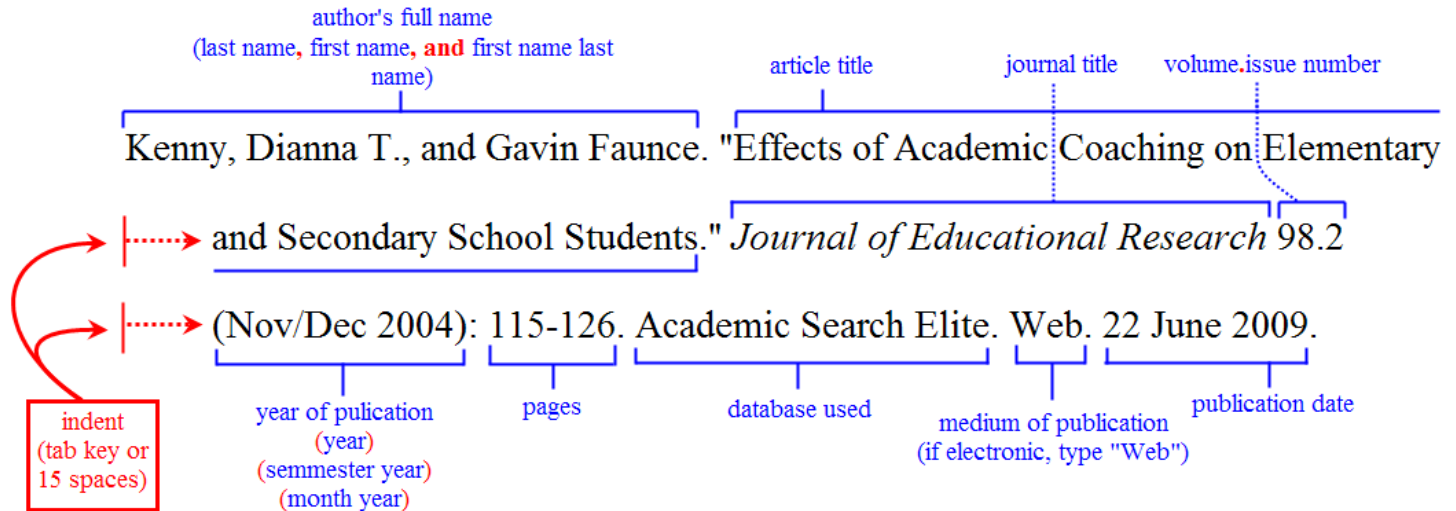 author's full name
(last name, first name, and first name last
name)
article title
journal title
volume.issue number
Kenny, Dianna T., and Gavin Faunce. "Effects of Academic Coaching on Elementary
and Secondary School Students." Journal of Educational Research 98.2
(Nov/Dec 2004): 115-126. Academic Search Elite. Web. 22 June 2009.
indent
(tab key or
15 spaces)
year of pulication
(year)
(semmester year)
(month year)
pages
database used
medium of publication
(if electronic, type "Web")
publication date